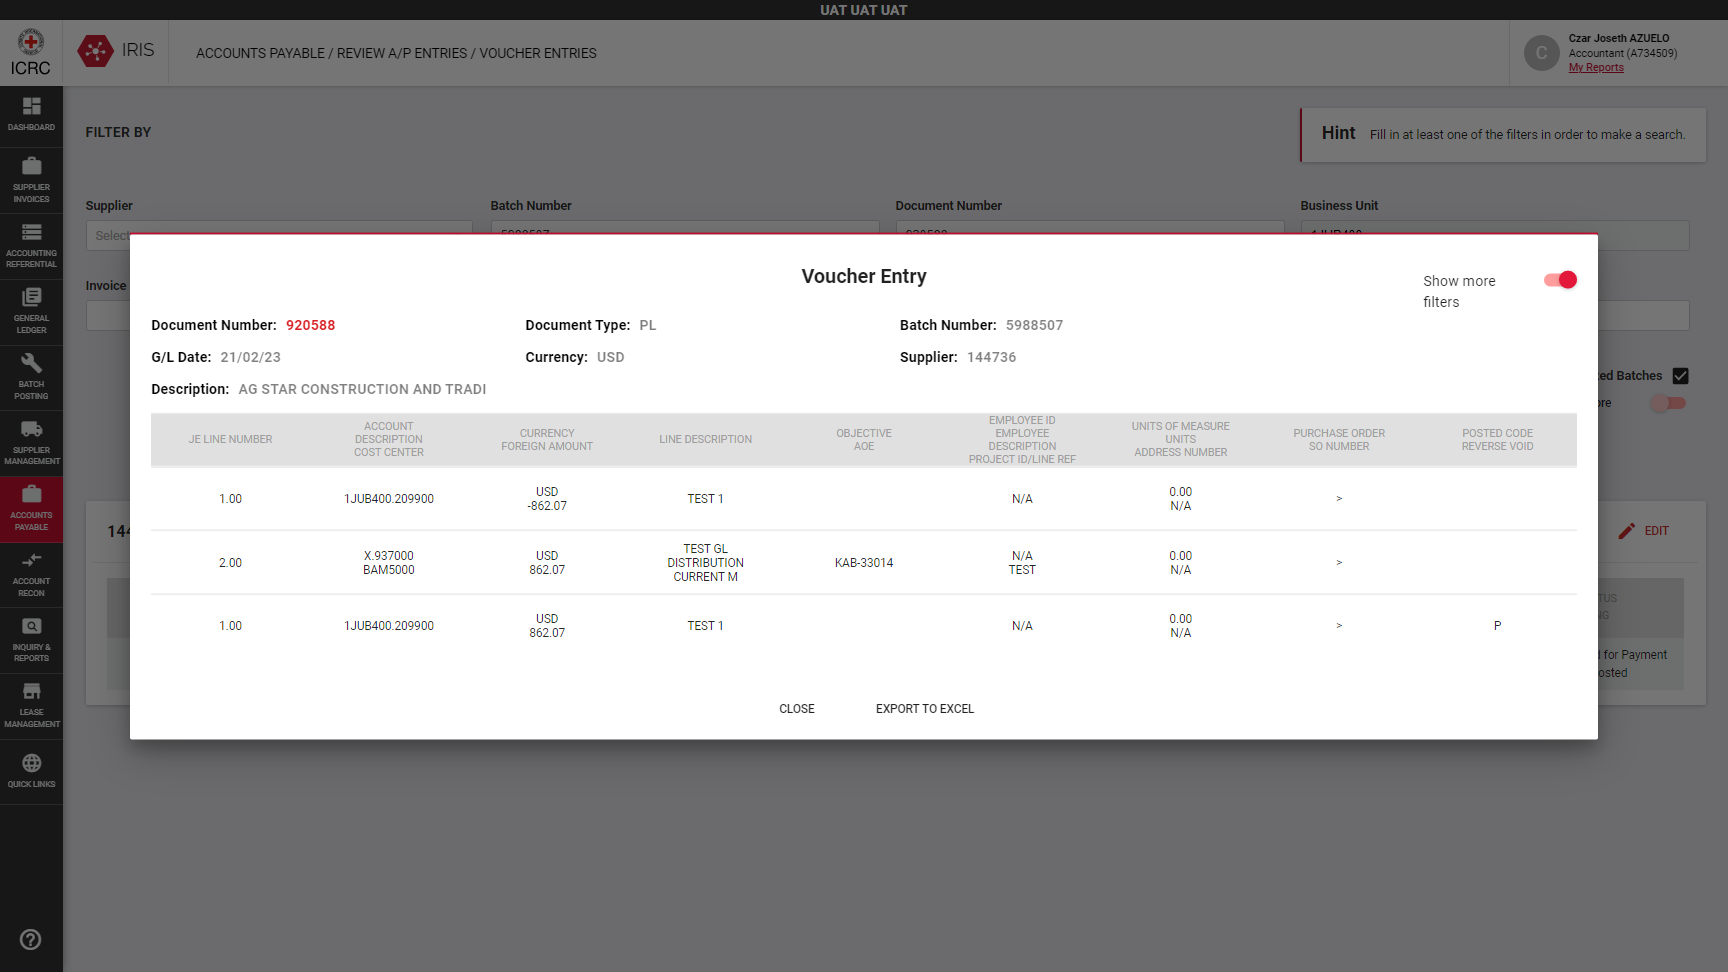 UAT UAT UAT
ICRC
IRIS
ACCOUNTS PAYABLE / REVIEW A/P ENTRIES / VOUCHER ENTRIES
C
Czar Joseth AZUELO
Accountant (A734509)
My Reports
DASHBOARD
SUPPLIER
INVOICES
ACCOUNTING
REFERENTIAL
GENERAL
LEDGER
BATCH
POSTING
SUPPLIER
MANAGEMENT
ACCOUNTS
PAYABLE
ACCOUNT
RECON
INQUIRY &
REPORTS
LEASE
MANAGEMENT
QUICK LINKS
FILTER BY
Hint Fill in at least one of the filters in order to make a search.
Supplier Batch Number Document Number Business Unit
Select
Invoice
ted Batches
ore
144
EDIT
TUS
NG
d for Payment
osted
Voucher Entry
Show more
filters
Document Number: 920588 Document Type: PL Batch Number: 5988507
G/L Date: 21/02/23 Currency: USD Supplier: 144736
Description: AG STAR CONSTRUCTION AND TRADI
JE LINE NUMBER
ACCOUNT
DESCRIPTION
COST CENTER
CURRENCY
FOREIGN AMOUNT
LINE DESCRIPTION
OBJECTIVE
AOE
EMPLOYEE ID
EMPLOYEE
DESCRIPTION
PROJECT ID/LINE REF
UNITS OF MEASURE
UNITS
ADDRESS NUMBER
PURCHASE ORDER
SO NUMBER
POSTED CODE
REVERSE VOID
1.00
1JUB400.209900
USD
-862.07
TEST 1
N/A
0.00
N/A
>
2.00
X.937000
BAM5000
USD
862.07
TEST GL
DISTRIBUTION
CURRENT M
KAB-33014
N/A
TEST
0.00
N/A
>
1.00
1JUB400.209900
USD
862.07
TEST 1
N/A
0.00
N/A
>
P
CLOSE EXPORT TO EXCEL